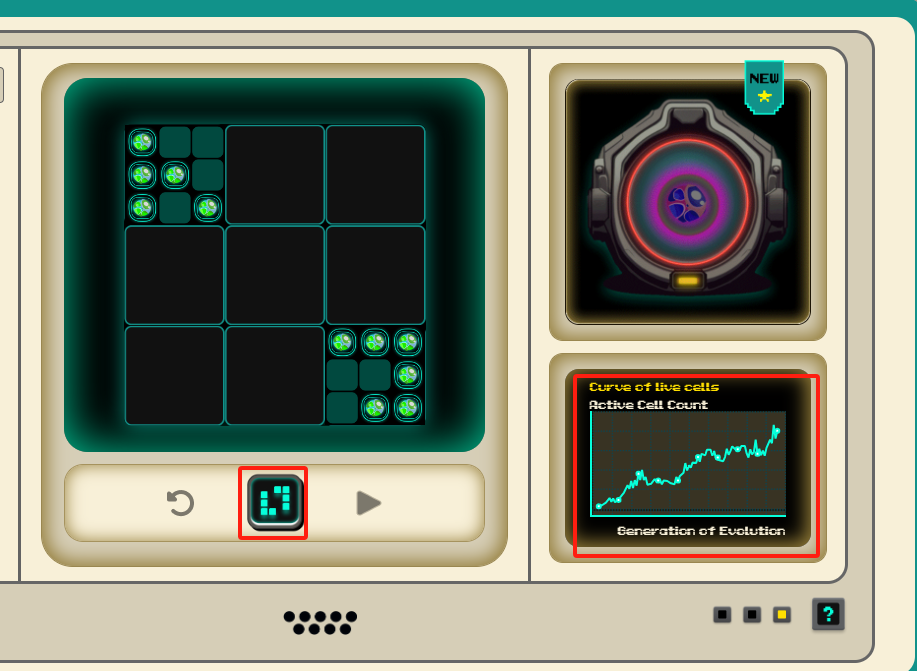 NEW
Curve of live cells
Active Cell Count
Generation of Evolution
?